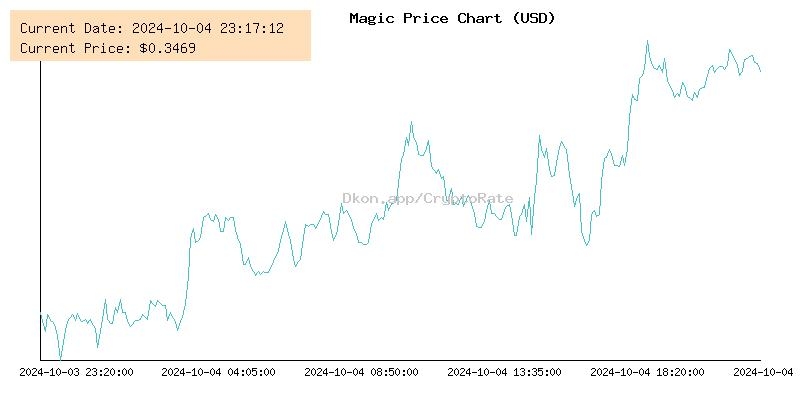 Magic Price Chart (USD)
Current Date: 2024-10-04 23:17:12
Current Price: $0.3469
Dkon.app/CryptoRate
2024-10-03 23:20:00 2024-10-04 04:05:00 2024-10-04 08:50:00 2024-10-04 13:35:00 2024-10-04 18:20:00 2024-10-04